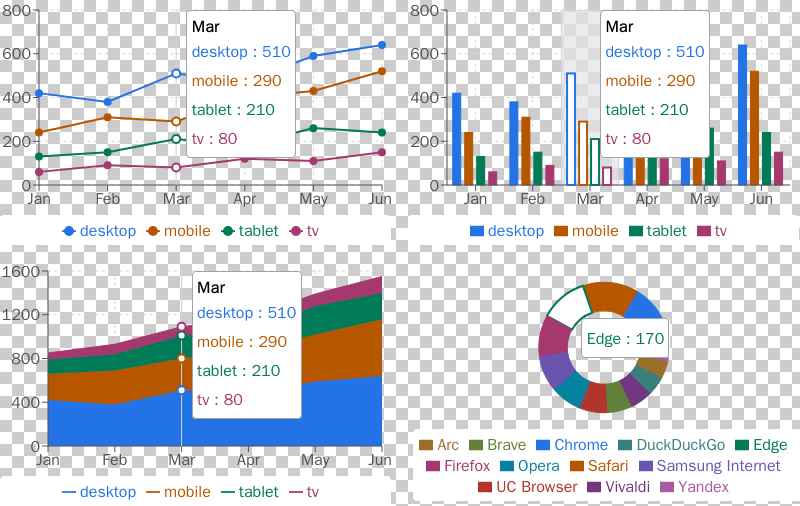 800
600
400
200
0
Jan Feb Mar Apr May Jun
Mar
desktop : 510
mobile : 290
tablet : 210
tv : 80
desktop mobile tablet tv
800
600
400
200
0
Jan Feb Mar Apr May Jun
Mar
desktop : 510
mobile : 290
tablet : 210
tv : 80
desktop mobile tablet tv
1600
1200
800
400
0
Jan Feb Mar Apr May Jun
Mar
desktop : 510
mobile : 290
tablet : 210
tv : 80
desktop mobile tablet tv
Edge : 170
Arc Brave Chrome DuckDuckGo Edge
Firefox Opera Safari Samsung Internet
UC Browser Vivaldi Yandex